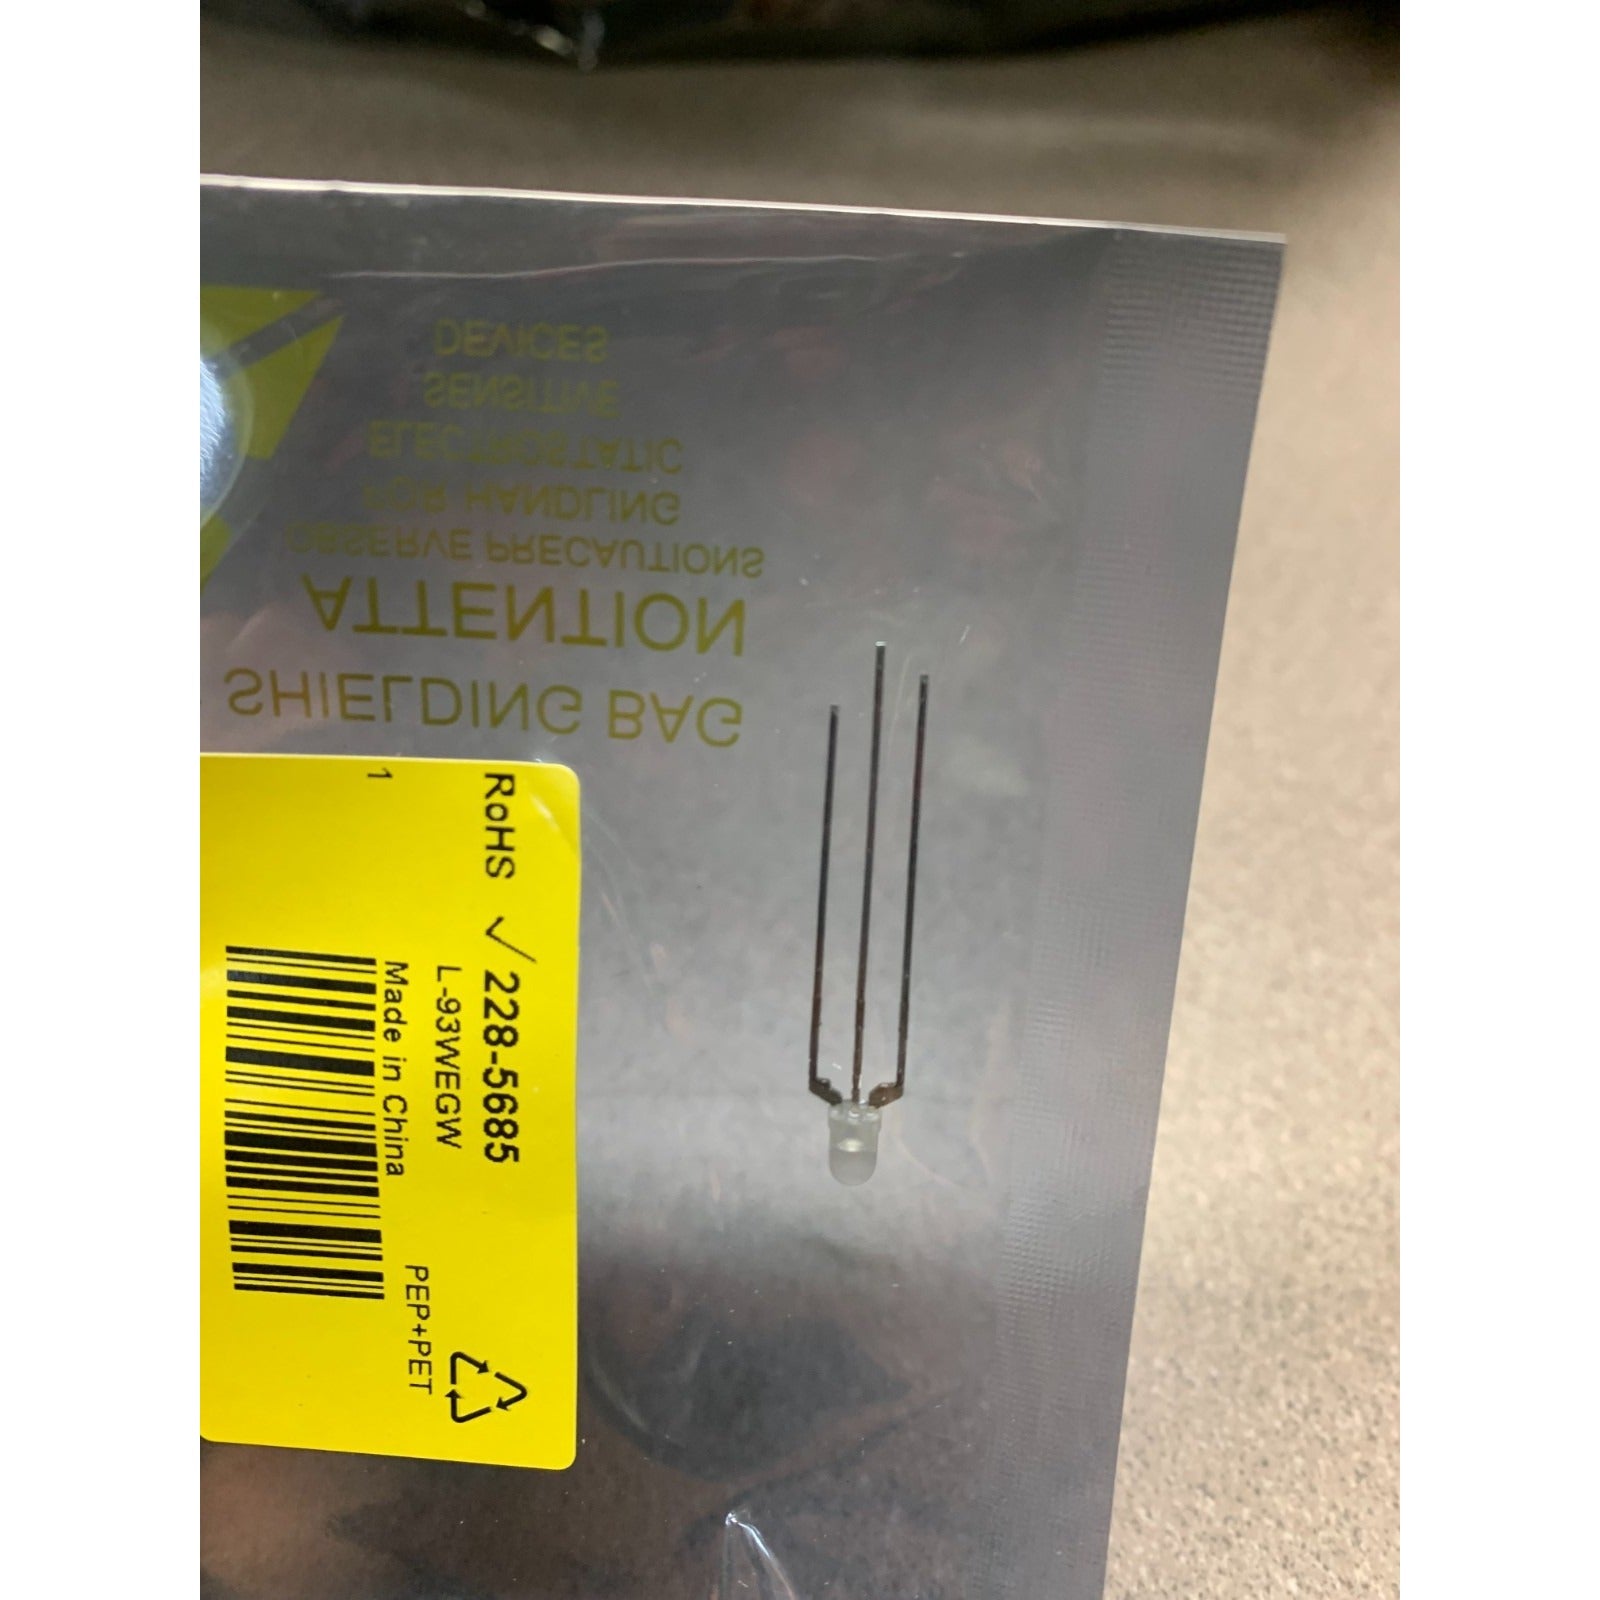 SHIELDING BAG
ATTENTION
OBSERVE PRECAUTIONS
FOR HANDLING
ELECTROSTATIC
SENSITIVE
DEVICES
RoHS ✓ 228-5685
L-93WEGW
PEP+PET
1
Made in China